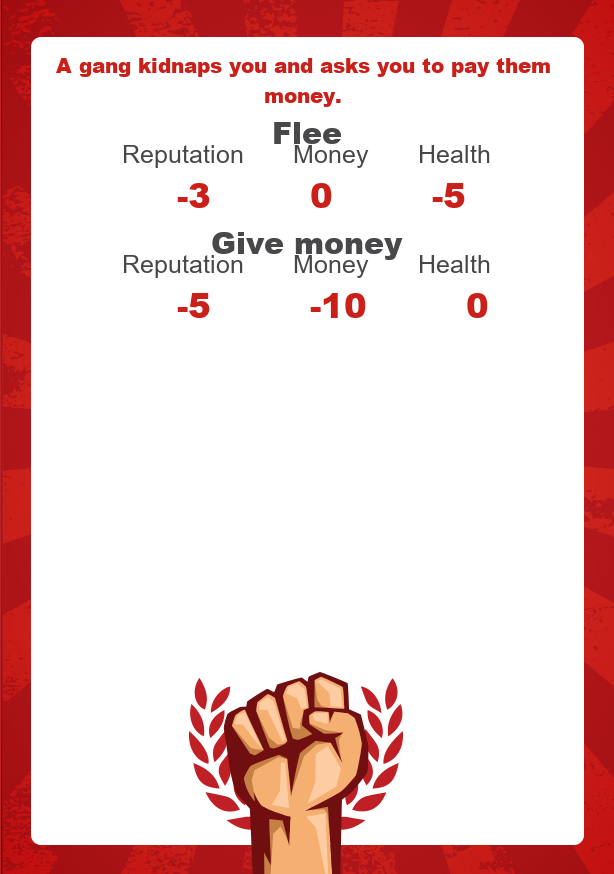 A gang kidnaps you and asks you to pay them
money.
Flee
Reputation Money Health
-3 0 -5
Give money
Reputation Money Health
-5 -10 0